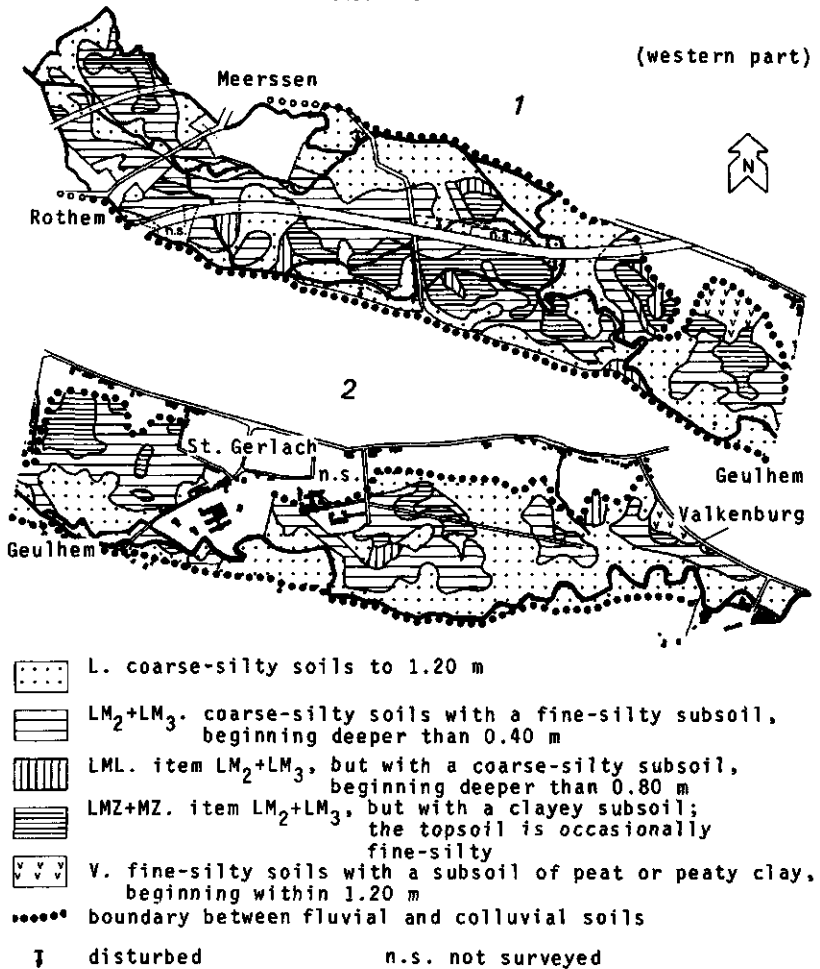 (western part)
Meerssen
1
N
Rothem
n.s.
n.s.
2
St. Gerlach
n.s.
Geulhem
Valkenburg
Geulhem
L. coarse-silty soils to 1.20 m
LM₂+LM₃. coarse-silty soils with a fine-silty subsoil,
beginning deeper than 0.40 m
LML. item LM₂+LM₃, but with a coarse-silty subsoil,
beginning deeper than 0.80 m
LMZ+MZ. item LM₂+LM₃, but with a clayey subsoil;
the topsoil is occasionally
fine-silty
V. fine-silty soils with a subsoil of peat or peaty clay,
beginning within 1.20 m
boundary between fluvial and colluvial soils
disturbed n.s. not surveyed